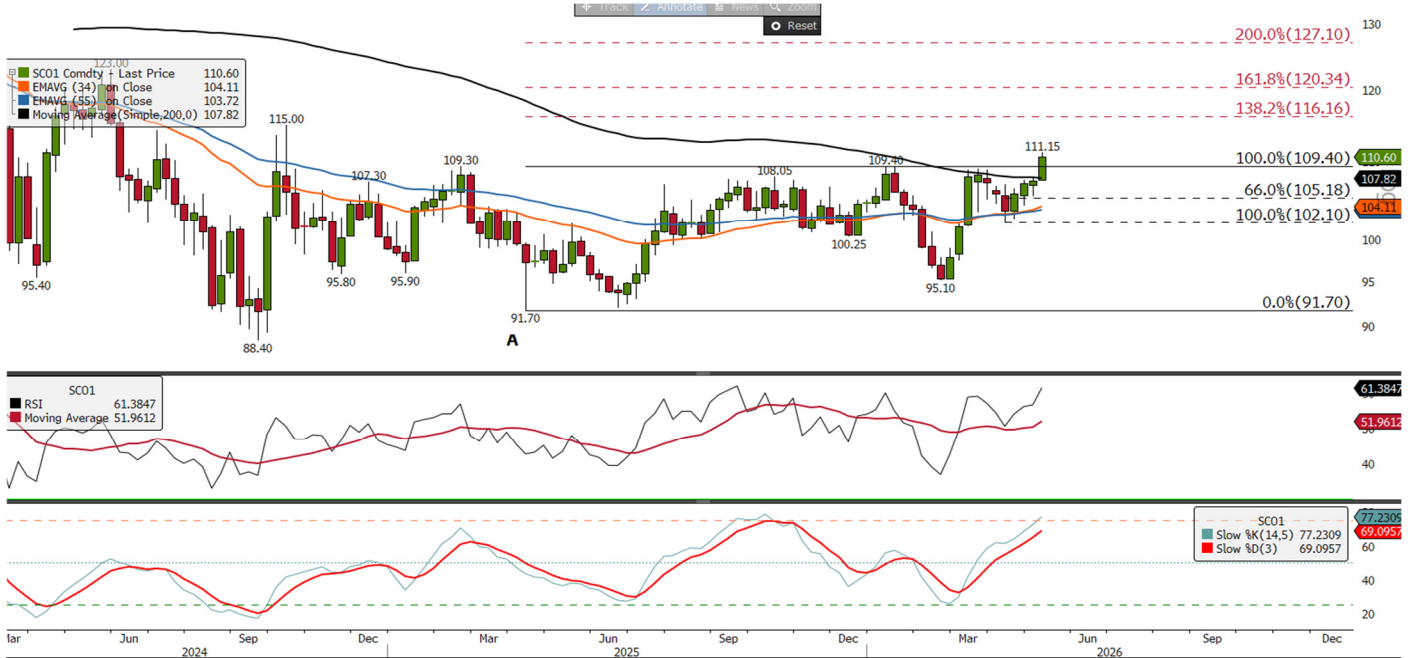 Track Annotate News Zoom
Reset
SCO1 Comdty - Last Price 110.60
EMAVG (34) on Close 104.11
EMAVG (55) on Close 103.72
Moving Average(Simple,200,0) 107.82
123.00
115.00
95.40
88.40
95.80
107.30
95.90
109.30
91.70
A
108.05
100.25
109.40
95.10
111.15
200.0%(127.10)
161.8%(120.34)
138.2%(116.16)
100.0%(109.40)
66.0%(105.18)
100.0%(102.10)
0.0%(91.70)
130
120
110.60
107.82
104.11
100
95
90
SCO1
RSI 61.3847
Moving Average 51.9612
61.3847
51.9612
40
SCO1
Slow %K(14,5) 77.2309
Slow %D(3) 69.0957
77.2309
69.0957
60
40
20
Mar Jun Sep Dec Mar Jun Sep Dec Mar Jun Sep Dec
2024 2025 2026